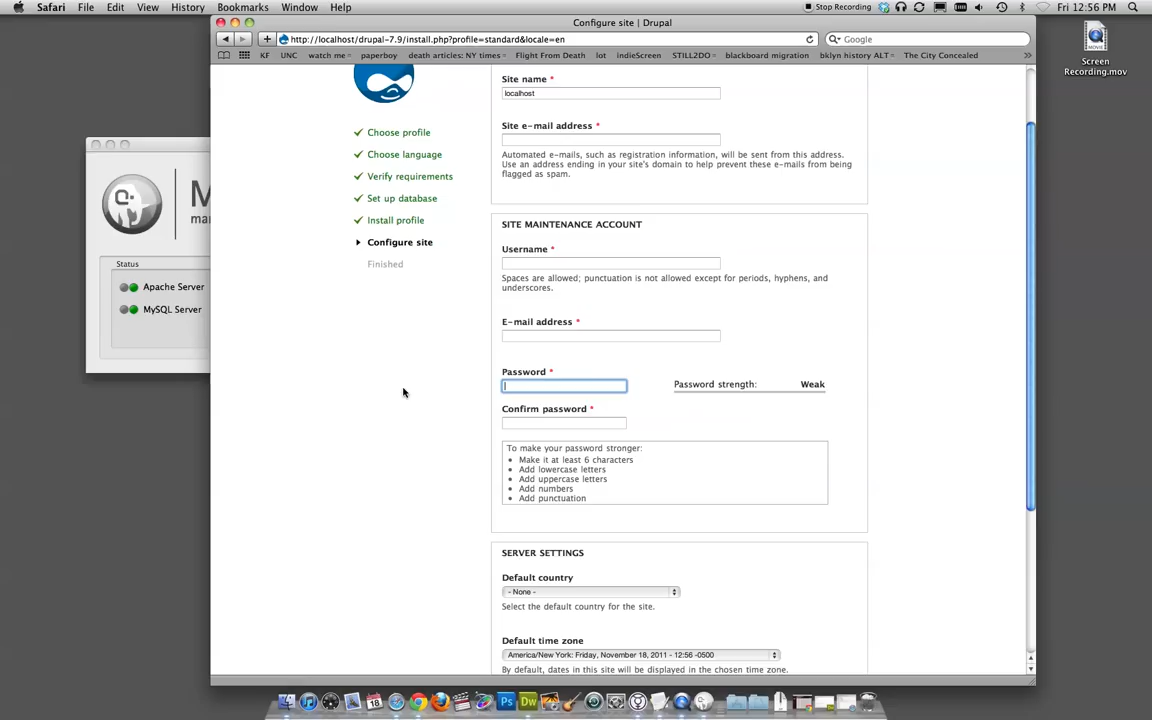 Safari File Edit View History Bookmarks Window Help
Stop Recording
Fri 12:56 PM
Configure site | Drupal
http://localhost/drupal-7.9/install.php?profile=standard&locale=en
Google
KF UNC watch me paperboy death articles: NY times Flight From Death lot indieScreen STILL2DO blackboard migration bklyn history ALT The City Concealed
Screen
Recording.mov
Site name *
localhost
Site e-mail address *
Automated e-mails, such as registration information, will be sent from this address.
Use an address ending in your site's domain to help prevent these e-mails from being
flagged as spam.
Choose profile
Choose language
Verify requirements
Set up database
Install profile
Configure site
Finished
M
mar
Status
Apache Server
MySQL Server
SITE MAINTENANCE ACCOUNT
Username *
Spaces are allowed; punctuation is not allowed except for periods, hyphens, and
underscores.
E-mail address *
Password *
Password strength: Weak
Confirm password *
To make your password stronger:
Make it at least 6 characters
Add lowercase letters
Add uppercase letters
Add numbers
Add punctuation
SERVER SETTINGS
Default country
- None -
Select the default country for the site.
Default time zone
America/New York: Friday, November 18, 2011 - 12:56 -0500
By default, dates in this site will be displayed in the chosen time zone.
18
Ps
Dw